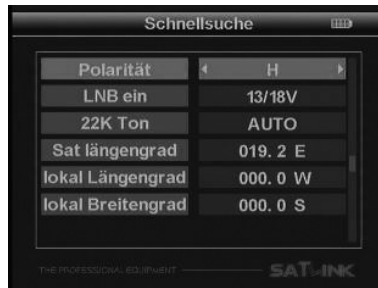 Schnellsuche
Polarität H
LNB ein 13/18V
22K Ton AUTO
Sat längengrad 019. 2 E
lokal Längengrad 000. 0 W
lokal Breitengrad 000. 0 S
THE PROFESSIONAL EQUIPMENT SATLINK